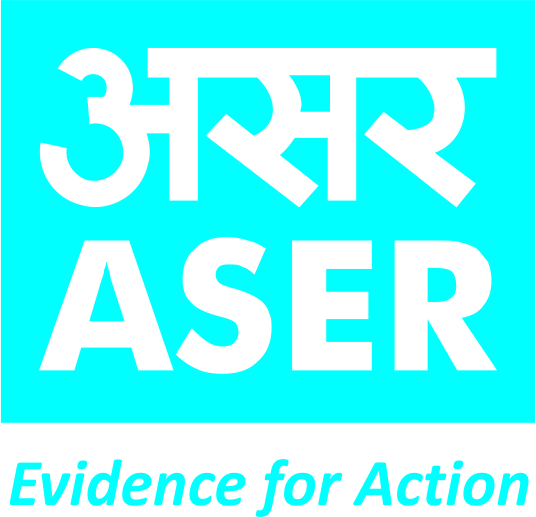 असर
ASER
Evidence for Action